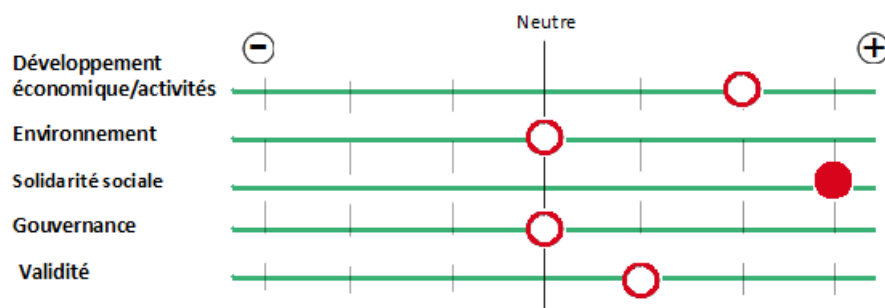 Neutre
−
+
Développement
économique/activités
Environnement
Solidarité sociale
Gouvernance
Validité